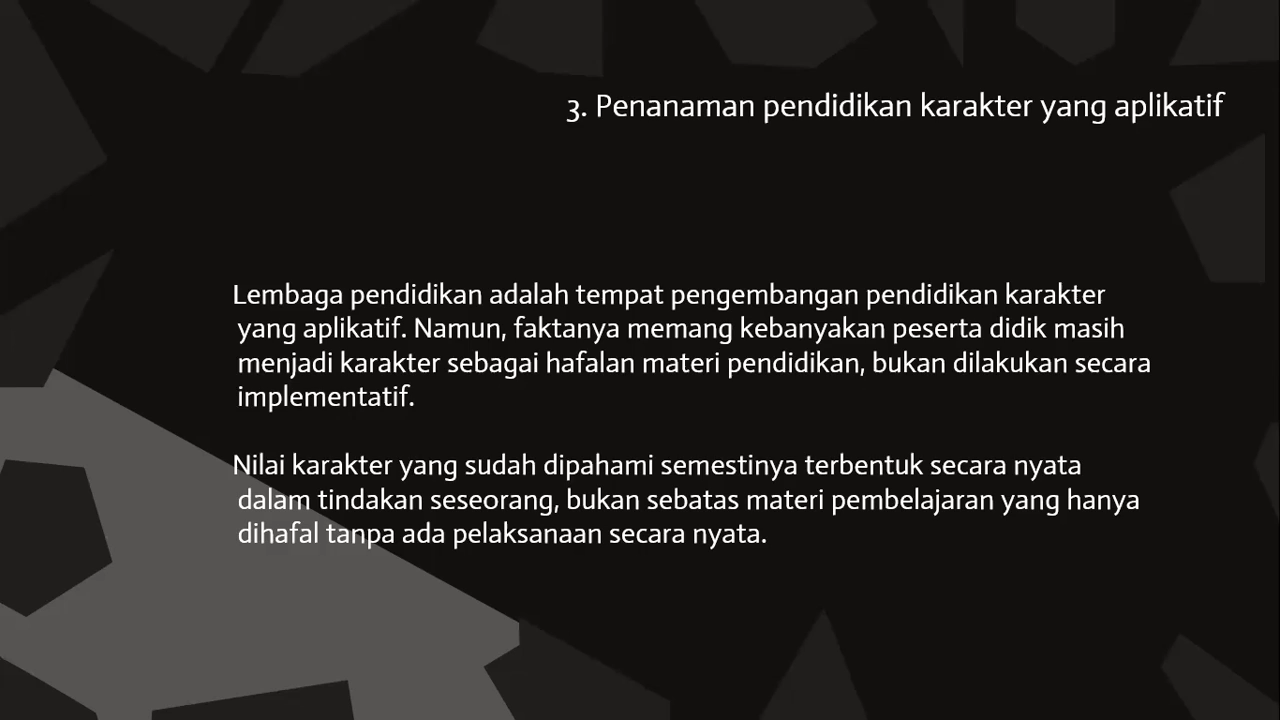 3. Penanaman pendidikan karakter yang aplikatif
Lembaga pendidikan adalah tempat pengembangan pendidikan karakter
yang aplikatif. Namun, faktanya memang kebanyakan peserta didik masih
menjadi karakter sebagai hafalan materi pendidikan, bukan dilakukan secara
implementatif.
Nilai karakter yang sudah dipahami semestinya terbentuk secara nyata
dalam tindakan seseorang, bukan sebatas materi pembelajaran yang hanya
dihafal tanpa ada pelaksanaan secara nyata.